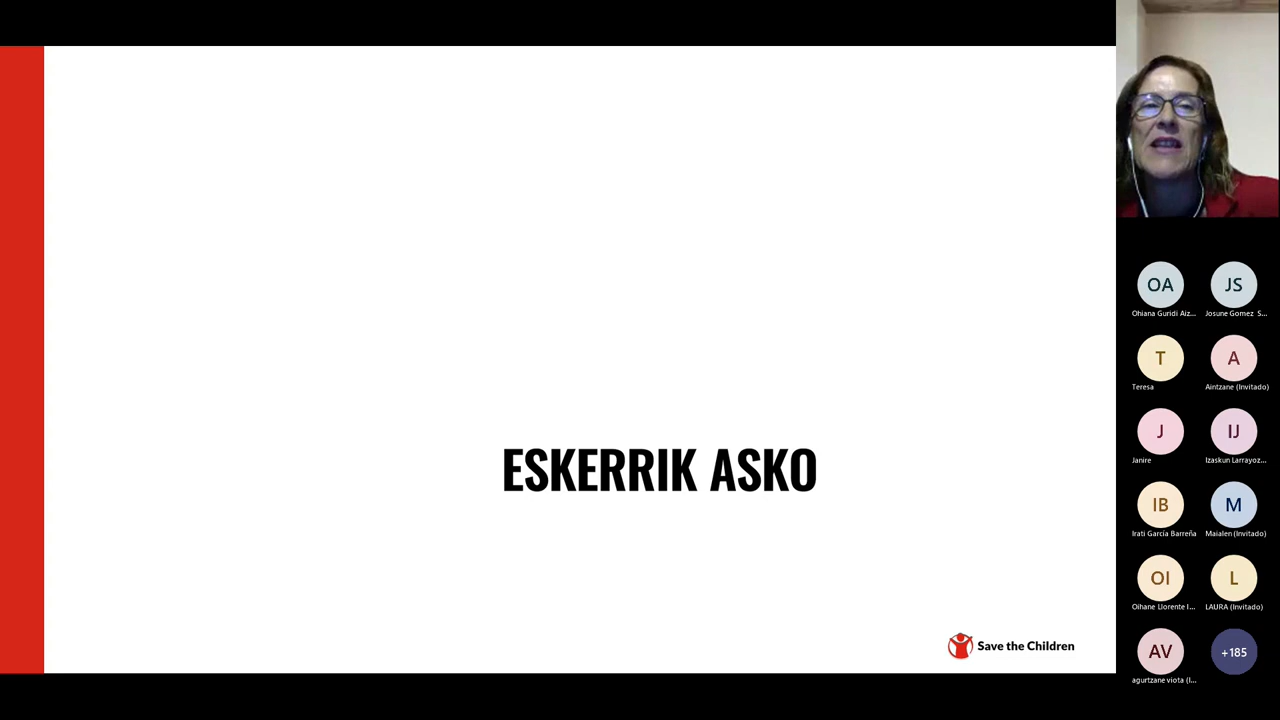 ESKERRIK ASKO
Save the Children
OA
JS
Ohiana Guridi Aiz...
Josune Gomez S...
T
A
Teresa
Aintzane (Invitado)
J
IJ
Janire
Izaskun Larrayoz...
IB
M
Irati García Barreña
Maialen (Invitado)
OI
L
Oihane Llorente I...
LAURA (Invitado)
AV
+185
agurtzane viota (I...